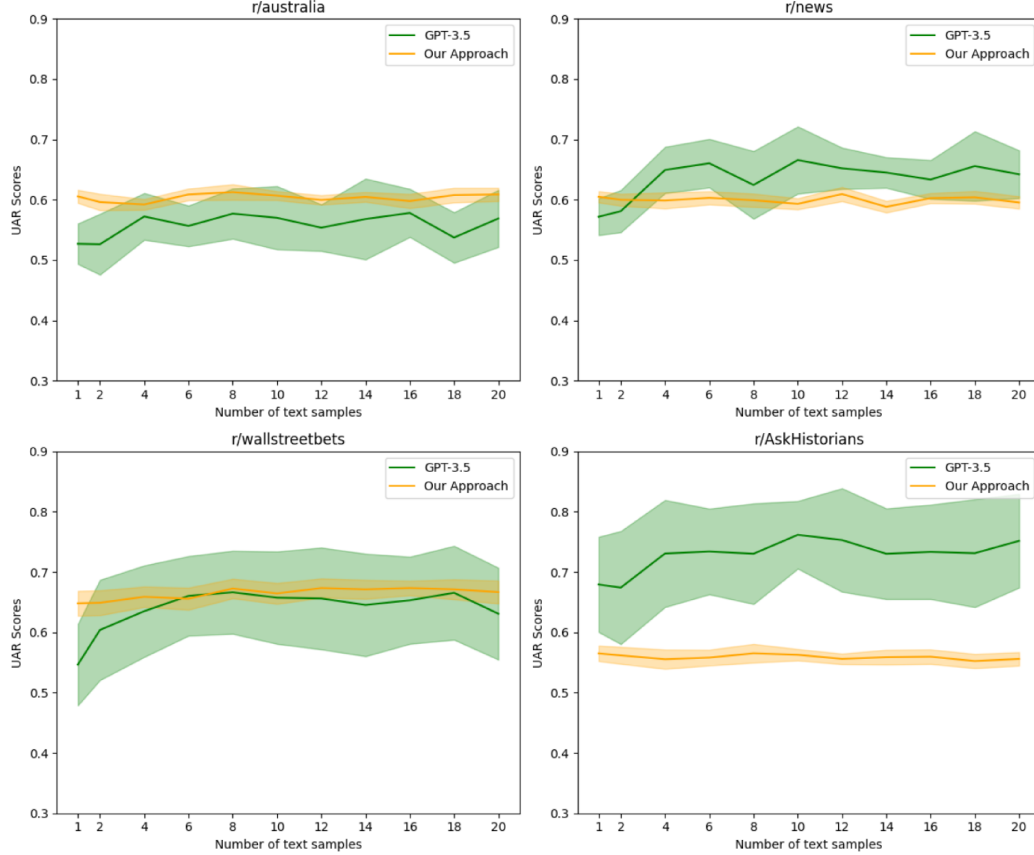 r/australia
0.9
0.8
0.7
0.6
0.5
0.4
0.3
UAR Scores
GPT-3.5
Our Approach
1 2 4 6 8 10 12 14 16 18 20
Number of text samples
r/news
0.9
0.8
0.7
0.6
0.5
0.4
0.3
UAR Scores
GPT-3.5
Our Approach
1 2 4 6 8 10 12 14 16 18 20
Number of text samples
r/wallstreetbets
0.9
0.8
0.7
0.6
0.5
0.4
0.3
UAR Scores
GPT-3.5
Our Approach
1 2 4 6 8 10 12 14 16 18 20
Number of text samples
r/AskHistorians
0.9
0.8
0.7
0.6
0.5
0.4
0.3
UAR Scores
GPT-3.5
Our Approach
1 2 4 6 8 10 12 14 16 18 20
Number of text samples